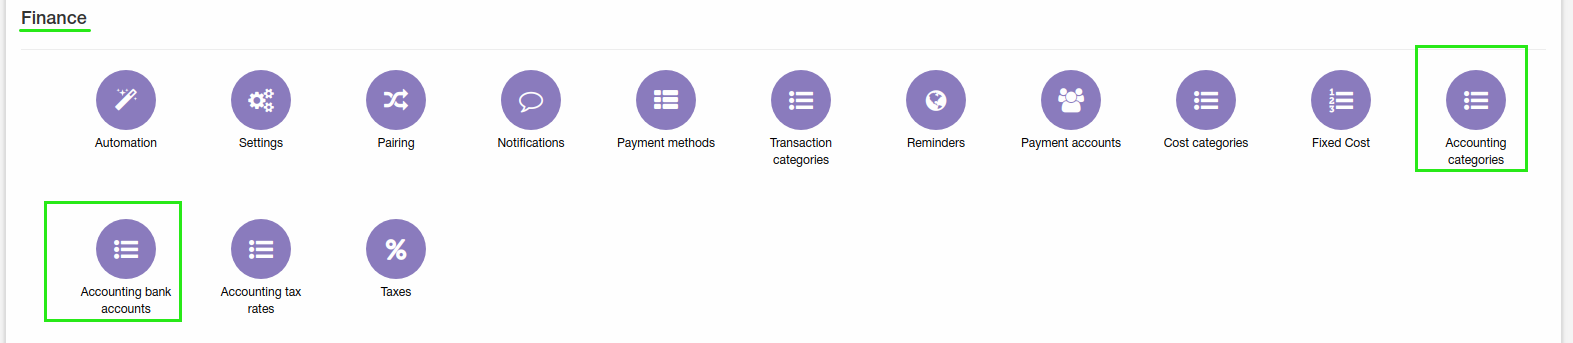 Finance
Automation
Settings
Pairing
Notifications
Payment methods
Transaction
categories
Reminders
Payment accounts
Cost categories
Fixed Cost
Accounting
categories
Accounting bank
accounts
Accounting tax
rates
Taxes